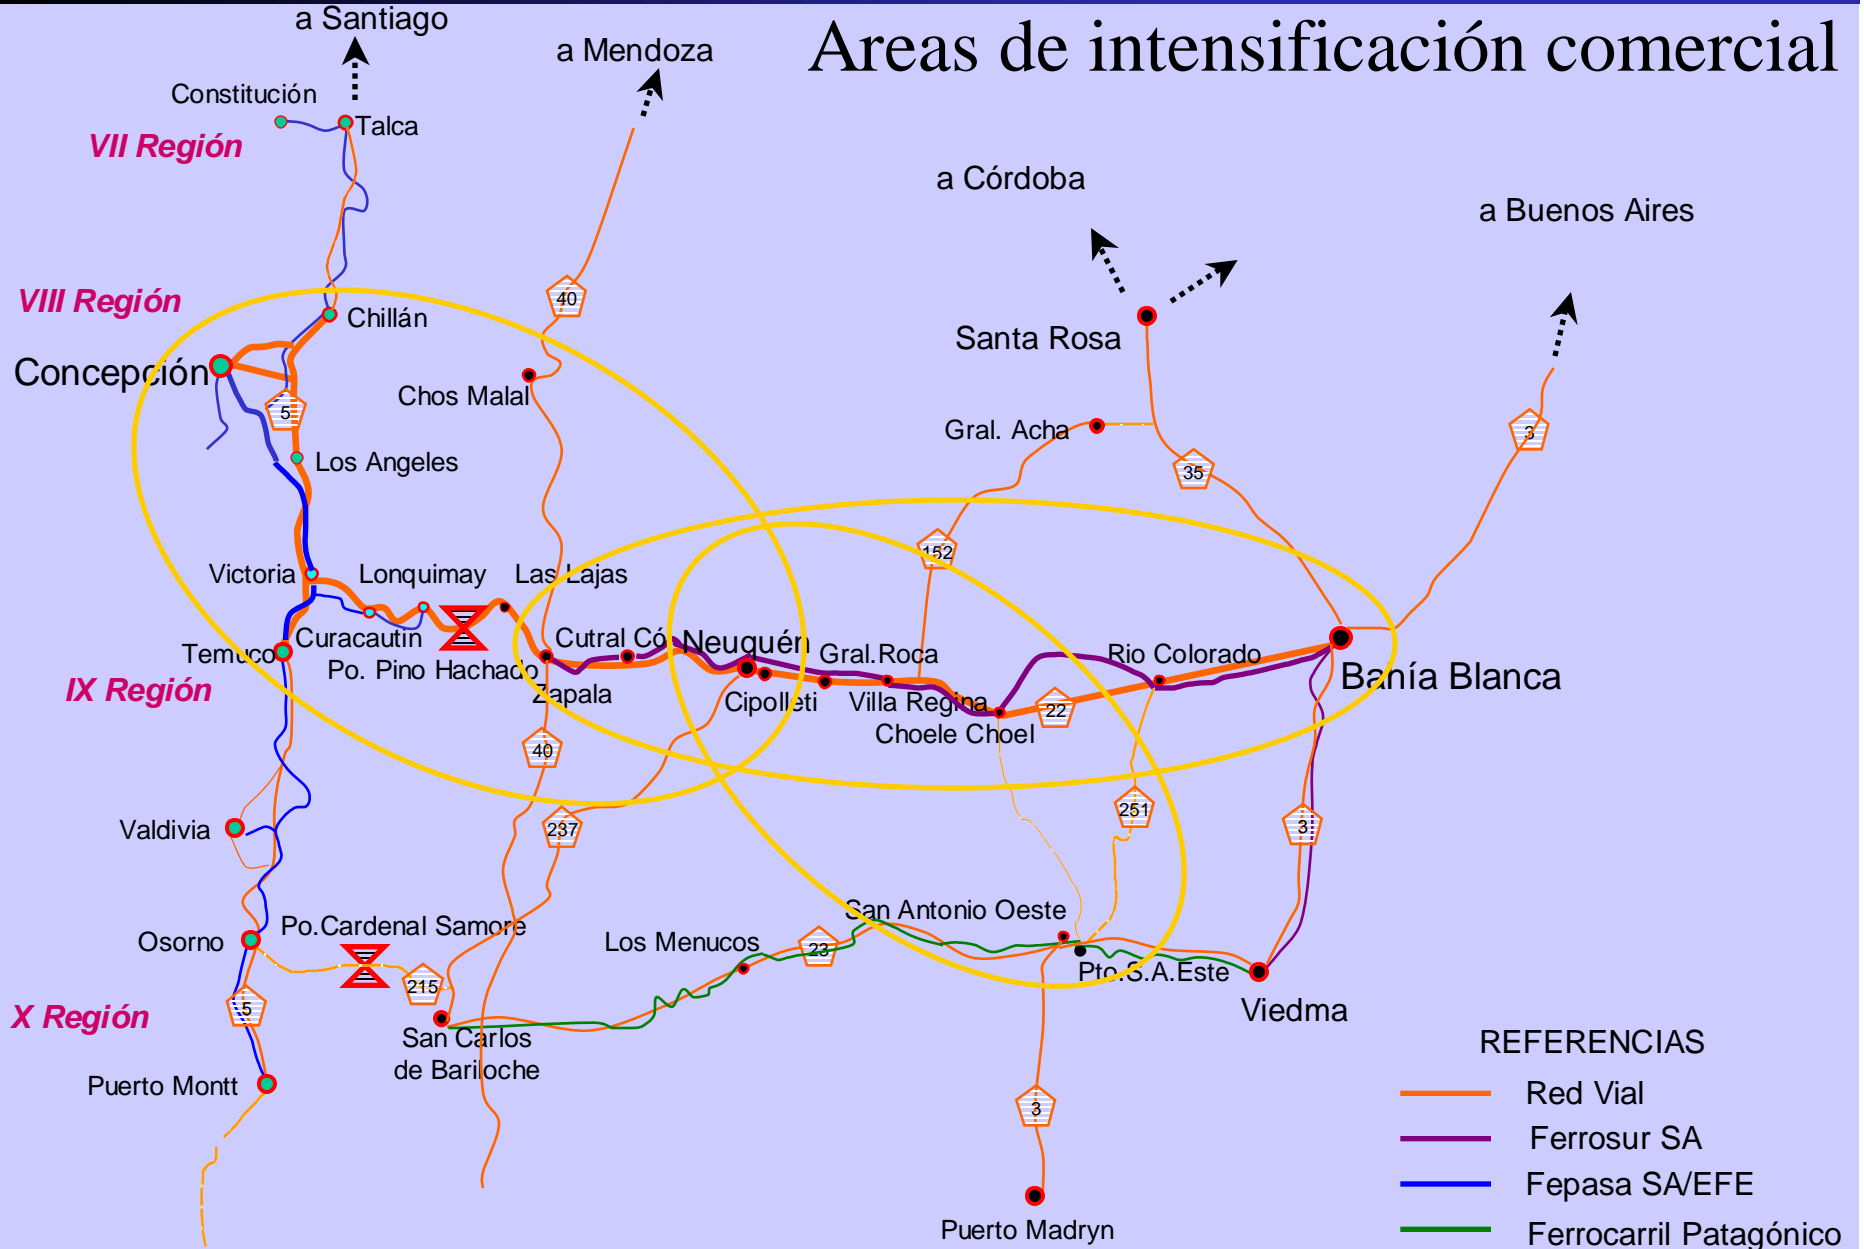 a Santiago
Areas de intensificación comercial
a Mendoza
Constitución
Talca
VII Región
a Córdoba
a Buenos Aires
VIII Región
40
Chillán
Santa Rosa
Concepción
Chos Malal
5
Gral. Acha
3
Los Angeles
35
152
Victoria
Lonquimay
Las Lajas
Curacautín
Cutral Có
Neuquén
Temuco
Po. Pino Hachado
Gral.Roca
Rio Colorado
Bahía Blanca
IX Región
Zapala
Cipolleti
Villa Regina
22
Choele Choel
40
251
Valdivia
237
3
San Antonio Oeste
Po.Cardenal Samore
Osorno
Los Menucos
23
Pto.S.A.Este
215
5
X Región
Viedma
San Carlos
de Bariloche
REFERENCIAS
Puerto Montt
Red Vial
3
Ferrosur SA
Fepasa SA/EFE
Puerto Madryn
Ferrocarril Patagónico